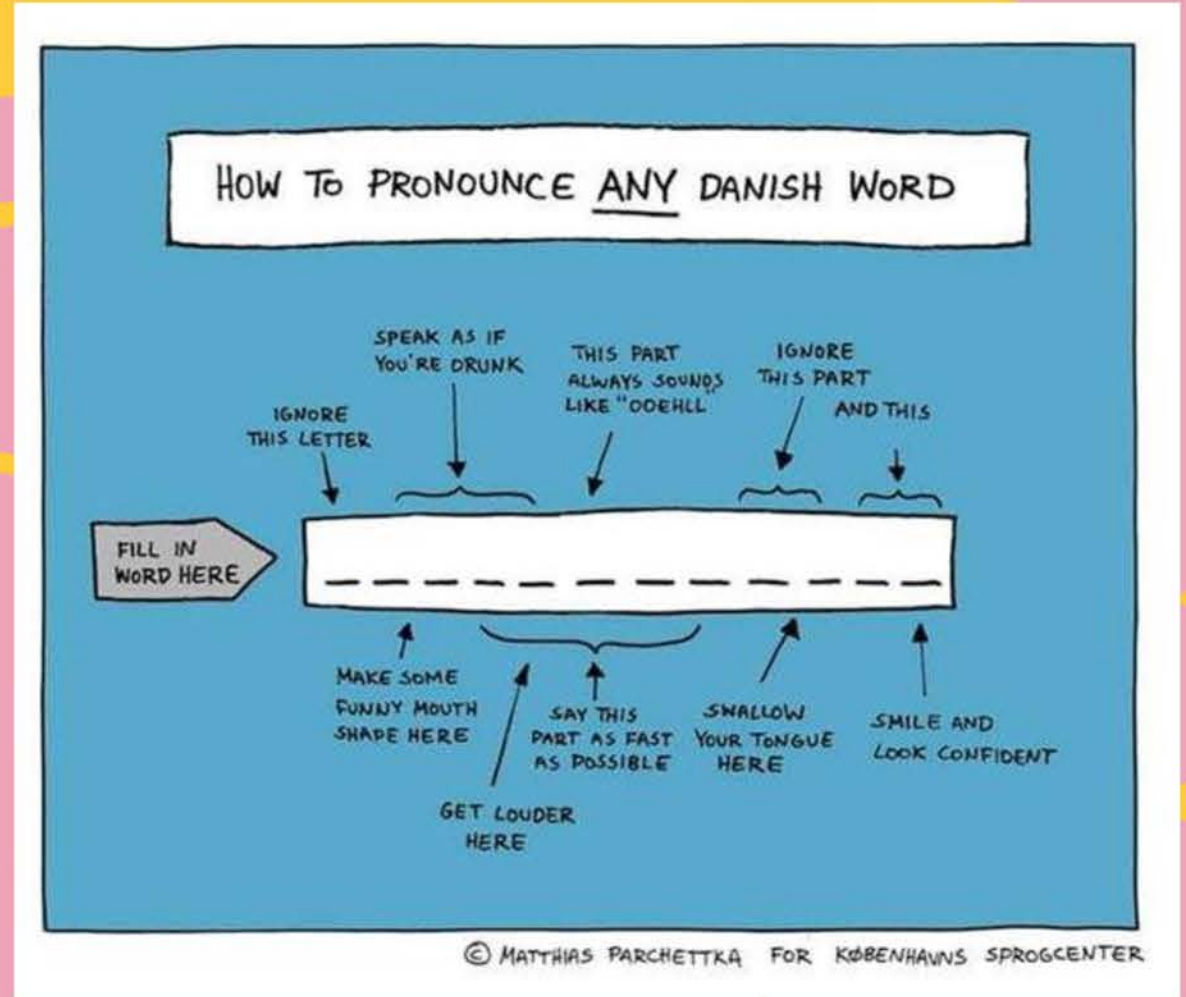 HOW TO PRONOUNCE ANY DANISH WORD
SPEAK AS IF
YOU'RE DRUNK
THIS PART
ALWAYS SOUNDS
LIKE "OOEHLL"
IGNORE
THIS PART
AND THIS
IGNORE
THIS LETTER
FILL IN
WORD HERE
MAKE SOME
FUNNY MOUTH
SHAPE HERE
SAY THIS
PART AS FAST
AS POSSIBLE
SWALLOW
YOUR TONGUE
HERE
SMILE AND
LOOK CONFIDENT
GET LOUDER
HERE
© MATTHIAS PARCHETTKA FOR KØBENHAVNS SPROGCENTER